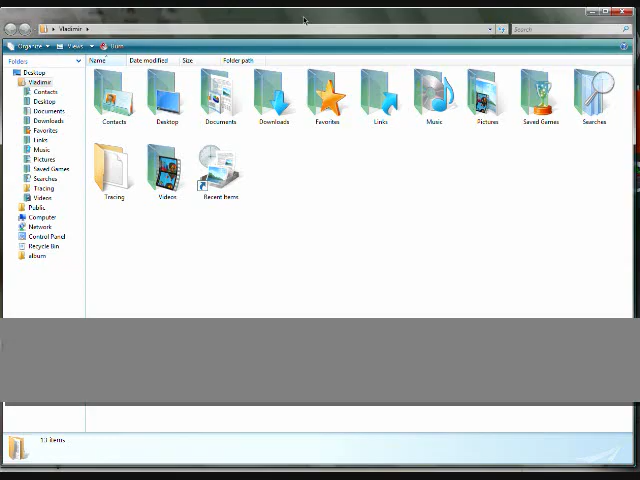 Vladimir
Search
Organize Views Burn
Folders
Name Date modified Size Folder path
Desktop
Vladimir
Contacts
Desktop
Documents
Downloads
Favorites
Links
Music
Pictures
Saved Games
Searches
Tracing
Videos
Public
Computer
Network
Control Panel
Recycle Bin
album
Contacts Desktop Documents Downloads Favorites Links Music Pictures Saved Games Searches
Tracing Videos Recent Items
13 items